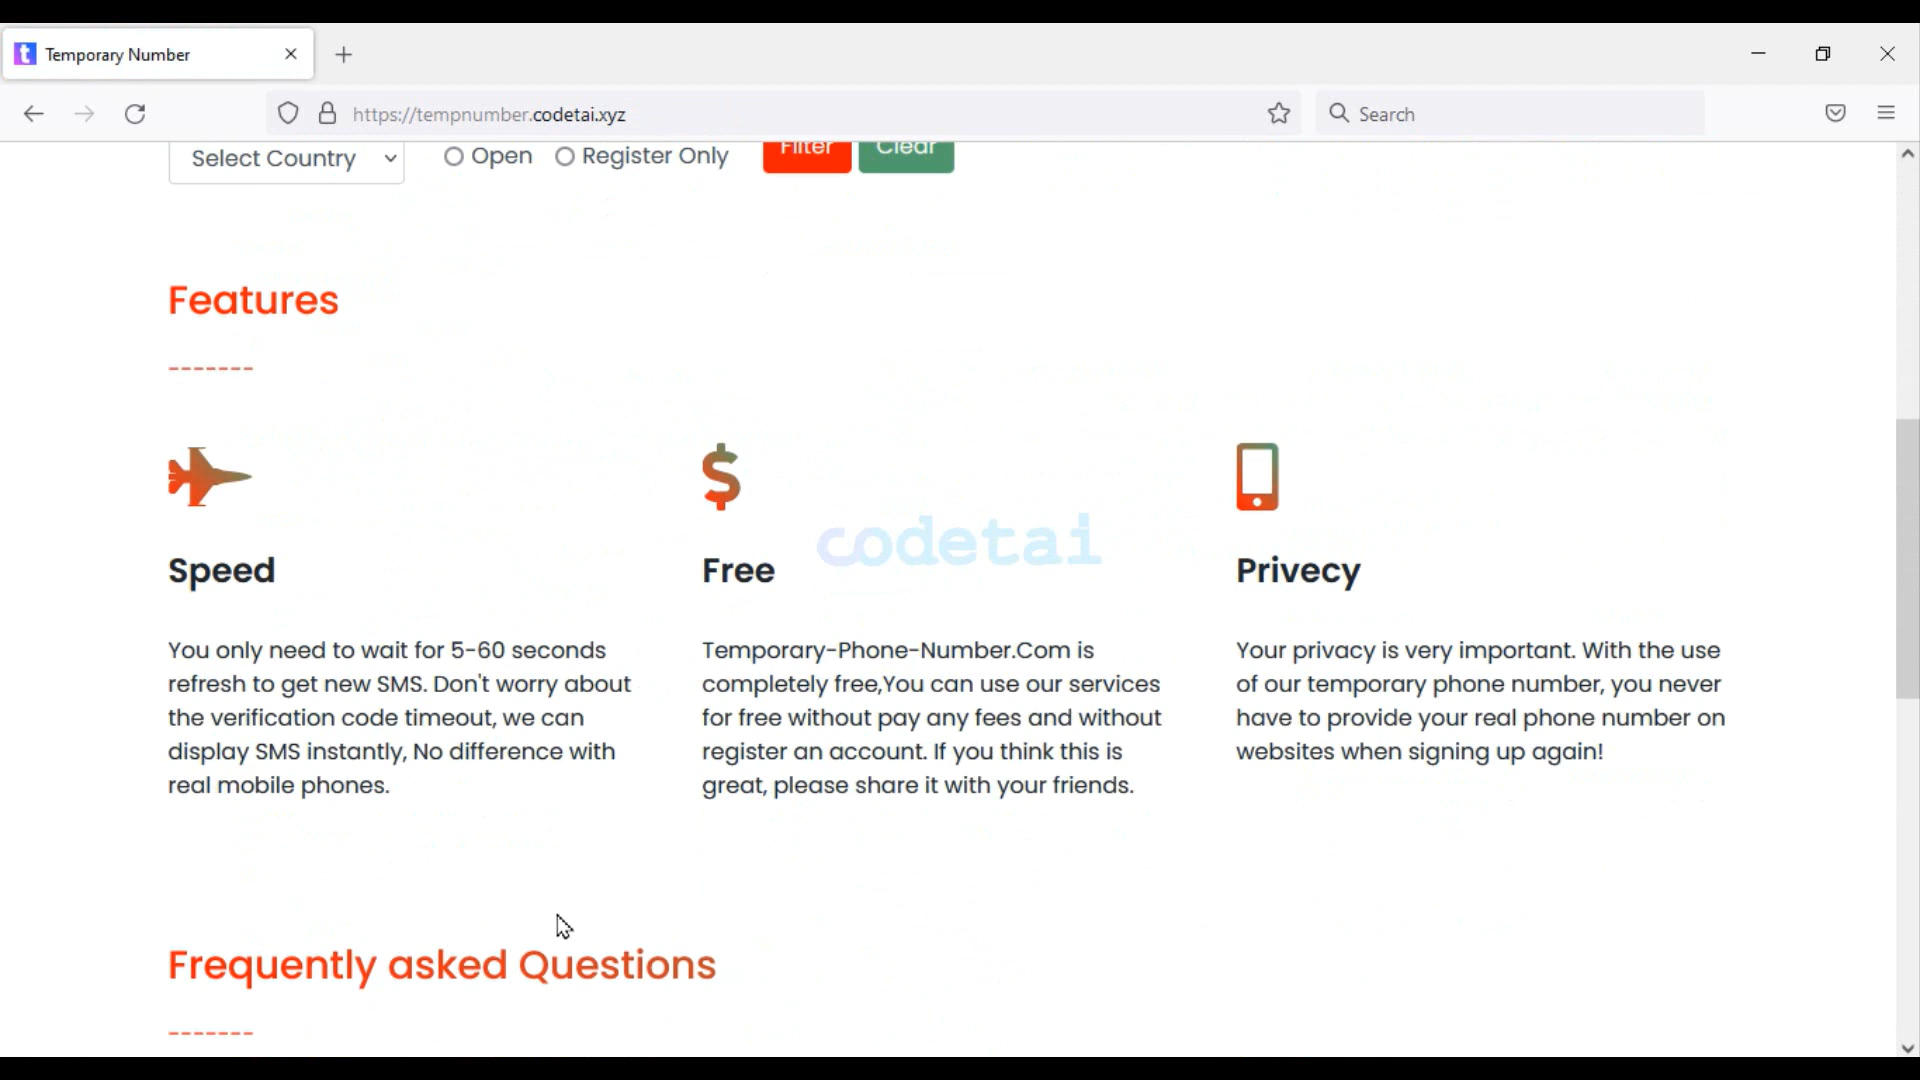 Temporary Number
https://tempnumber.codetai.xyz
Search
Select Country
Open
Register Only
Filter
Clear
Features
-------
Speed
You only need to wait for 5-60 seconds
refresh to get new SMS. Don't worry about
the verification code timeout, we can
display SMS instantly, No difference with
real mobile phones.
Free
Temporary-Phone-Number.Com is
completely free,You can use our services
for free without pay any fees and without
register an account. If you think this is
great, please share it with your friends.
Privecy
Your privacy is very important. With the use
of our temporary phone number, you never
have to provide your real phone number on
websites when signing up again!
codetai
Frequently asked Questions
-------